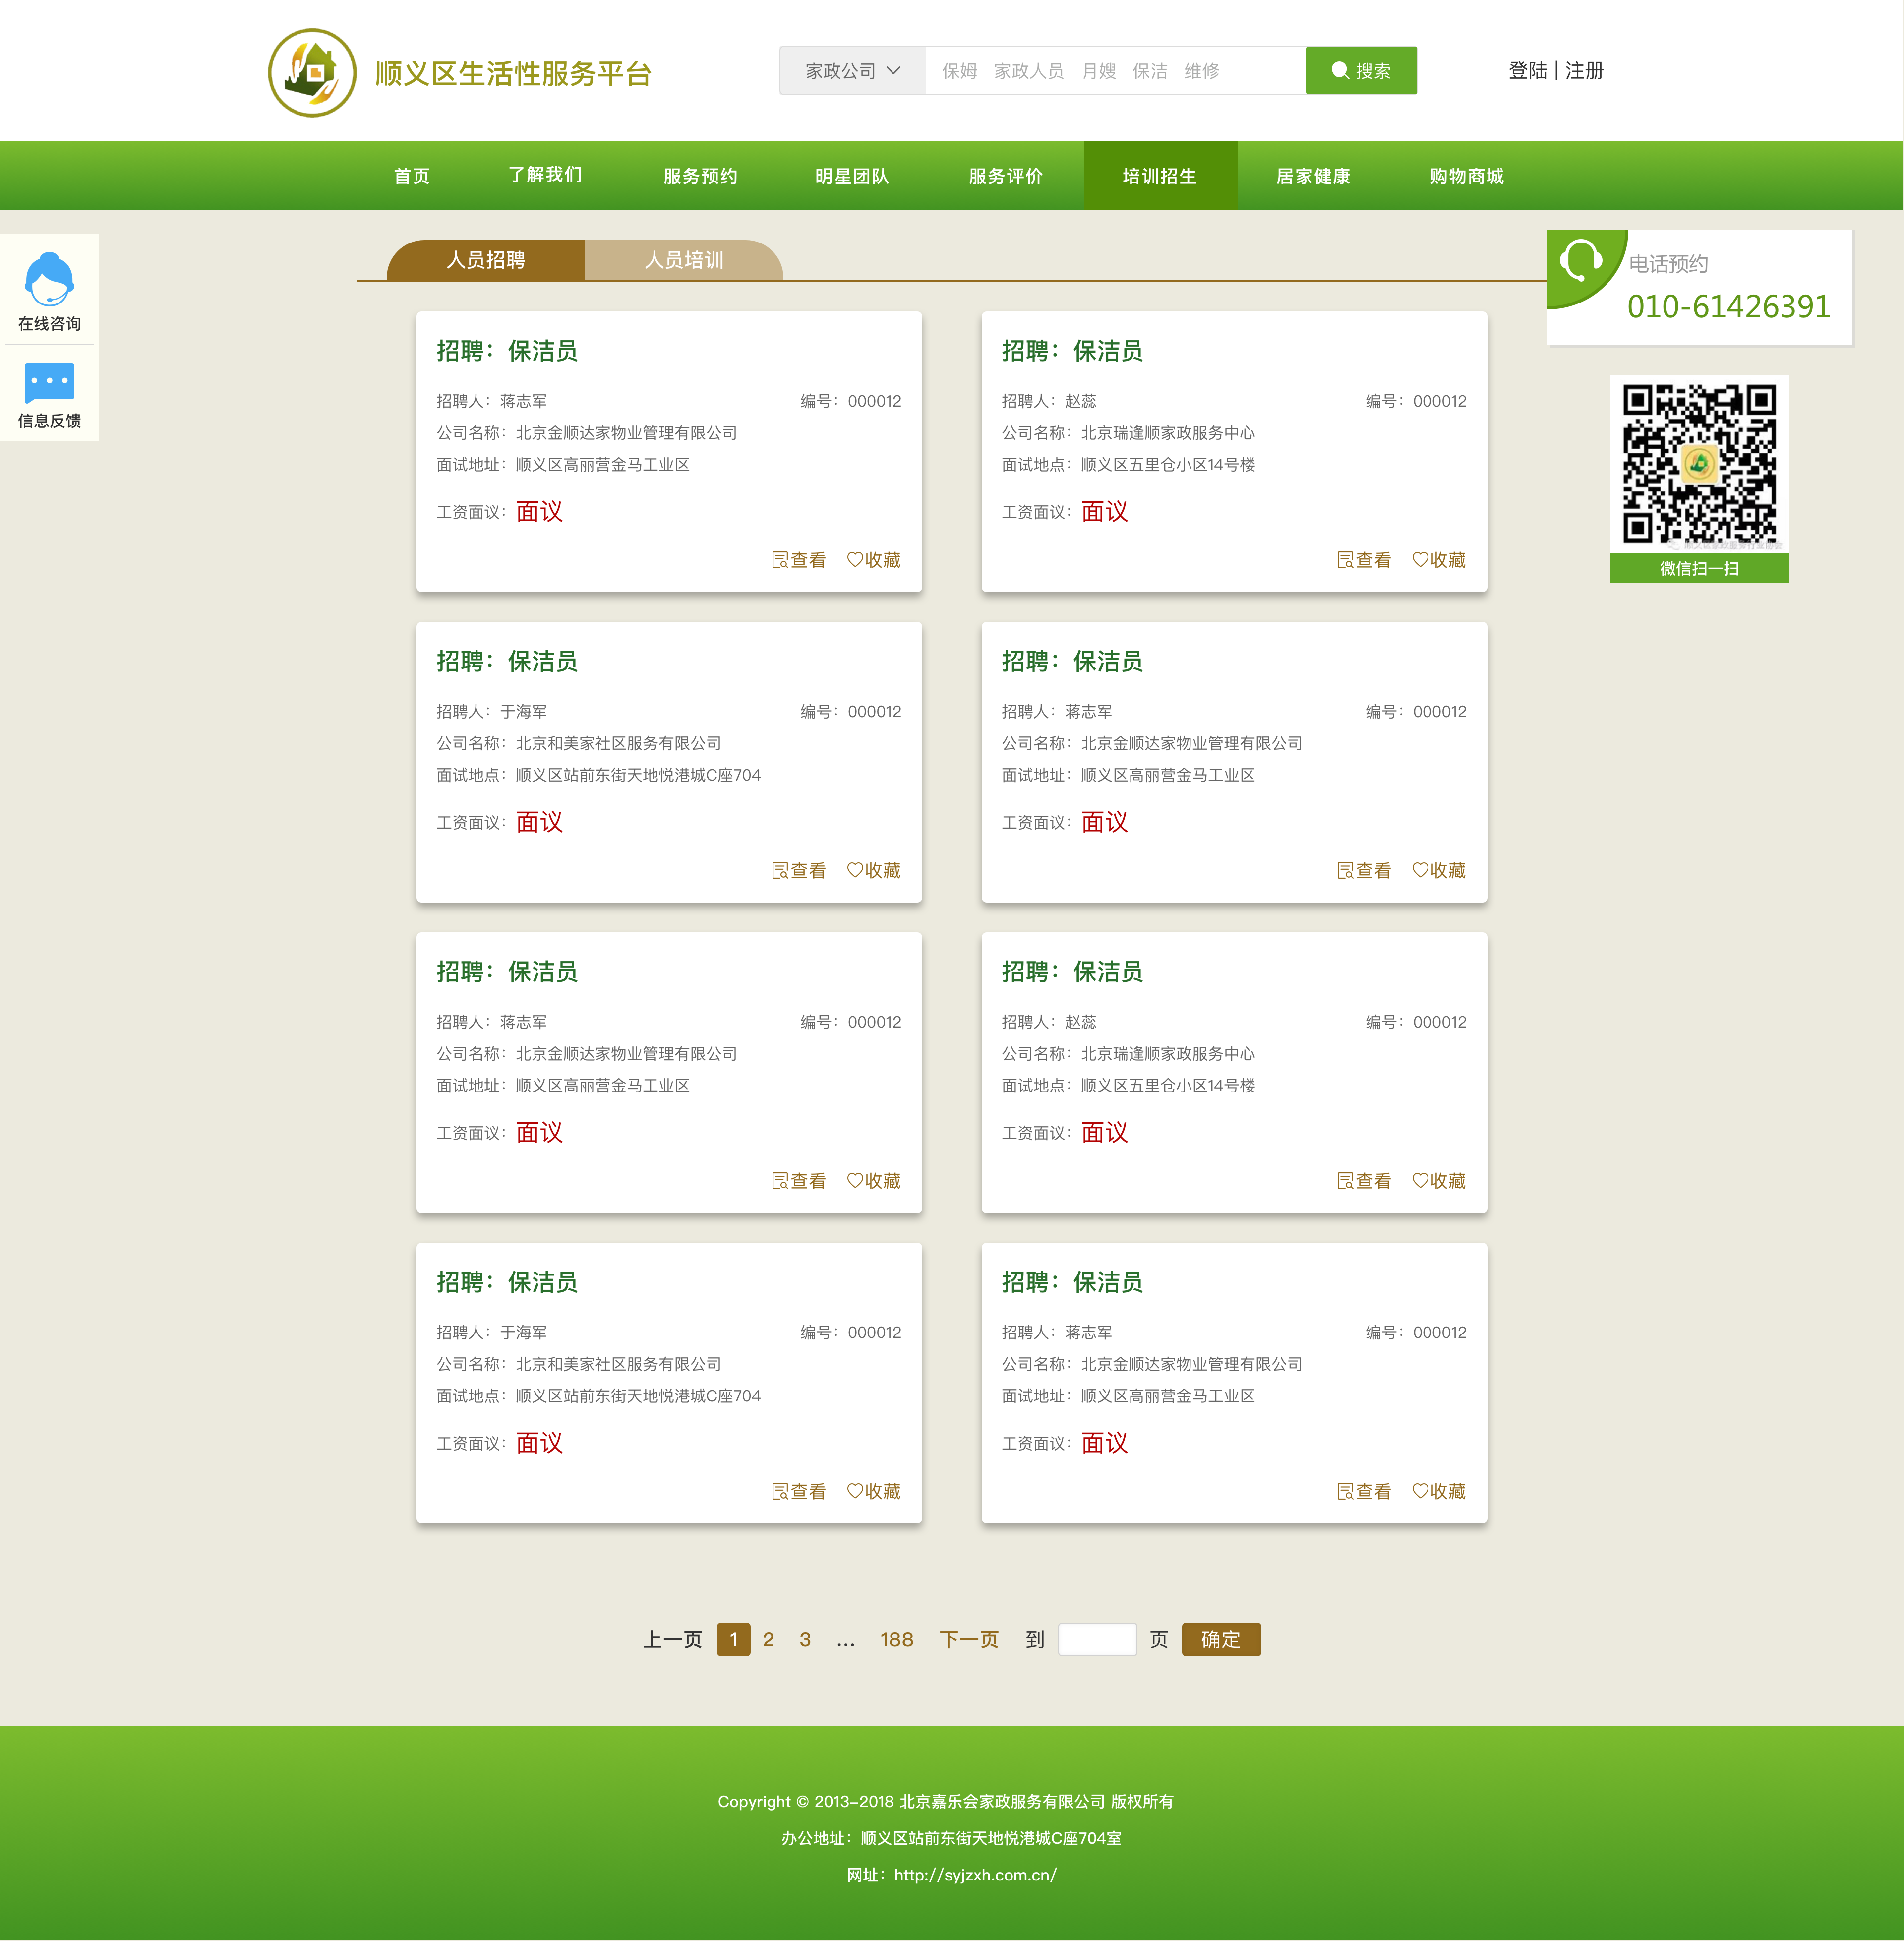 顺义区生活性服务平台
家政公司 保姆 家政人员 月嫂 保洁 维修 搜索
登陆 | 注册
首页 了解我们 服务预约 明星团队 服务评价 培训招生 居家健康 购物商城
在线咨询
信息反馈
人员招聘 人员培训
电话预约
010-61426391
微信扫一扫
招聘：保洁员
招聘人：蒋志军 编号：000012
公司名称：北京金顺达家物业管理有限公司
面试地址：顺义区高丽营金马工业区
工资面议：面议
查看 收藏
招聘：保洁员
招聘人：赵蕊 编号：000012
公司名称：北京瑞逢顺家政服务中心
面试地点：顺义区五里仓小区14号楼
工资面议：面议
查看 收藏
招聘：保洁员
招聘人：于海军 编号：000012
公司名称：北京和美家社区服务有限公司
面试地点：顺义区站前东街天地悦港城C座704
工资面议：面议
查看 收藏
招聘：保洁员
招聘人：蒋志军 编号：000012
公司名称：北京金顺达家物业管理有限公司
面试地址：顺义区高丽营金马工业区
工资面议：面议
查看 收藏
招聘：保洁员
招聘人：蒋志军 编号：000012
公司名称：北京金顺达家物业管理有限公司
面试地址：顺义区高丽营金马工业区
工资面议：面议
查看 收藏
招聘：保洁员
招聘人：赵蕊 编号：000012
公司名称：北京瑞逢顺家政服务中心
面试地点：顺义区五里仓小区14号楼
工资面议：面议
查看 收藏
招聘：保洁员
招聘人：于海军 编号：000012
公司名称：北京和美家社区服务有限公司
面试地点：顺义区站前东街天地悦港城C座704
工资面议：面议
查看 收藏
招聘：保洁员
招聘人：蒋志军 编号：000012
公司名称：北京金顺达家物业管理有限公司
面试地址：顺义区高丽营金马工业区
工资面议：面议
查看 收藏
上一页 1 2 3 … 188 下一页 到 页 确定
Copyright © 2013-2018 北京嘉乐会家政服务有限公司 版权所有
办公地址：顺义区站前东街天地悦港城C座704室
网址：http://syjzxh.com.cn/